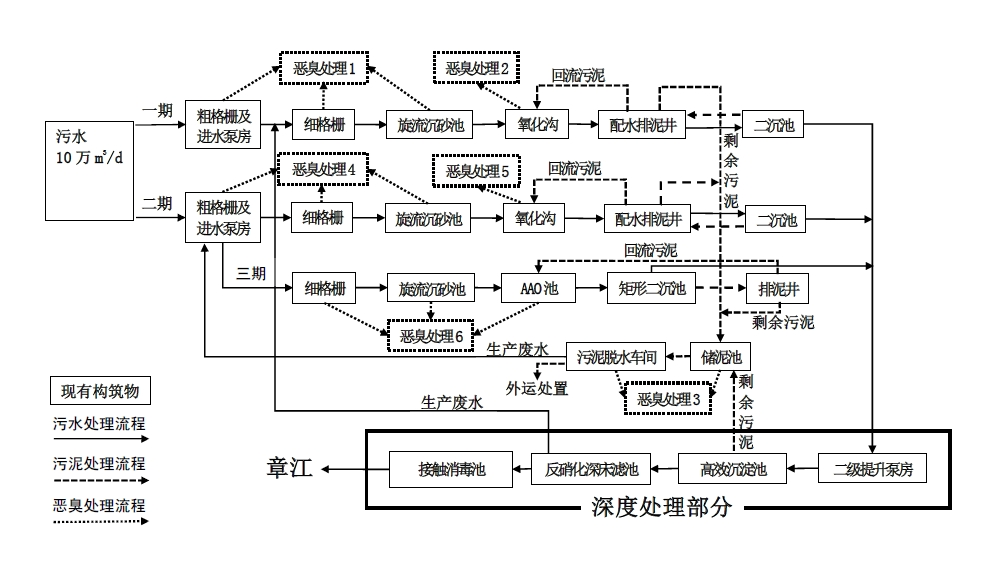 恶臭处理1
恶臭处理2
回流污泥
一期
粗格栅及
进水泵房
细格栅
旋流沉砂池
氧化沟
配水排泥井
二沉池
污水
10万m³/d
剩余污泥
恶臭处理4
恶臭处理5
回流污泥
二期
粗格栅及
进水泵房
细格栅
旋流沉砂池
氧化沟
配水排泥井
二沉池
回流污泥
三期
细格栅
旋流沉砂池
AAO池
矩形二沉池
排泥井
剩余污泥
恶臭处理6
生产废水
污泥脱水车间
储泥池
外运处置
恶臭处理3
剩余污泥
现有构筑物
生产废水
污水处理流程
污泥处理流程
恶臭处理流程
章江
接触消毒池
反硝化深床滤池
高效沉淀池
二级提升泵房
深度处理部分